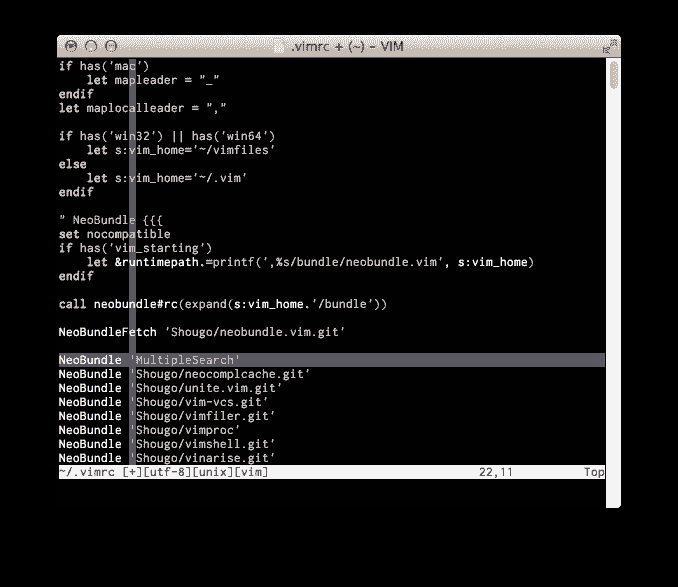 .vimrc + (~) - VIM
if has('mac')
    let mapleader = "_"
endif
let maplocalleader = ","

if has('win32') || has('win64')
    let s:vim_home='~/vimfiles'
else
    let s:vim_home='~/.vim'
endif

" NeoBundle {{{
set nocompatible
if has('vim_starting')
    let &runtimepath.=printf(',%s/bundle/neobundle.vim', s:vim_home)
endif

call neobundle#rc(expand(s:vim_home.'/bundle'))

NeoBundleFetch 'Shougo/neobundle.vim.git'

NeoBundle 'MultipleSearch'
NeoBundle 'Shougo/neocomplcache.git'
NeoBundle 'Shougo/unite.vim.git'
NeoBundle 'Shougo/vim-vcs.git'
NeoBundle 'Shougo/vimfiler.git'
NeoBundle 'Shougo/vimproc'
NeoBundle 'Shougo/vimshell.git'
NeoBundle 'Shougo/vinarise.git'
~/.vimrc [+][utf-8][unix][vim] 22,11 Top